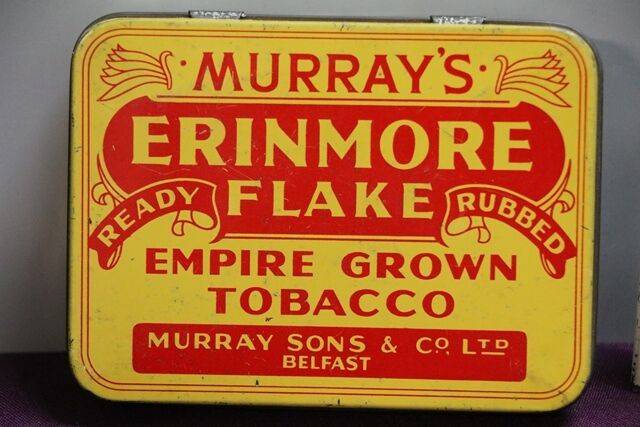 ·MURRAY'S·
ERINMORE
READY FLAKE RUBBED
EMPIRE GROWN
TOBACCO
MURRAY SONS & Co. LTD
BELFAST